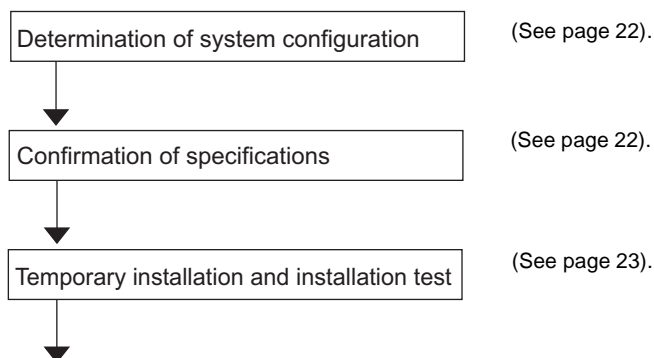 Determination of system configuration (See page 22).
Confirmation of specifications (See page 22).
Temporary installation and installation test (See page 23).